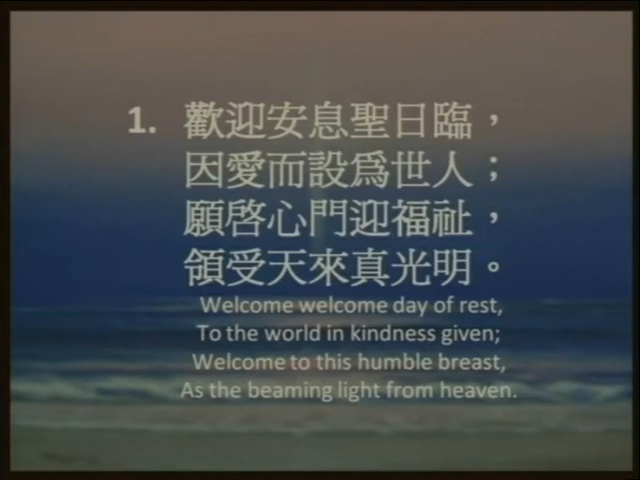 1. 歡迎安息聖日臨，
因愛而設爲世人；
願啓心門迎福祉，
領受天來真光明。
Welcome welcome day of rest,
To the world in kindness given;
Welcome to this humble breast,
As the beaming light from heaven.